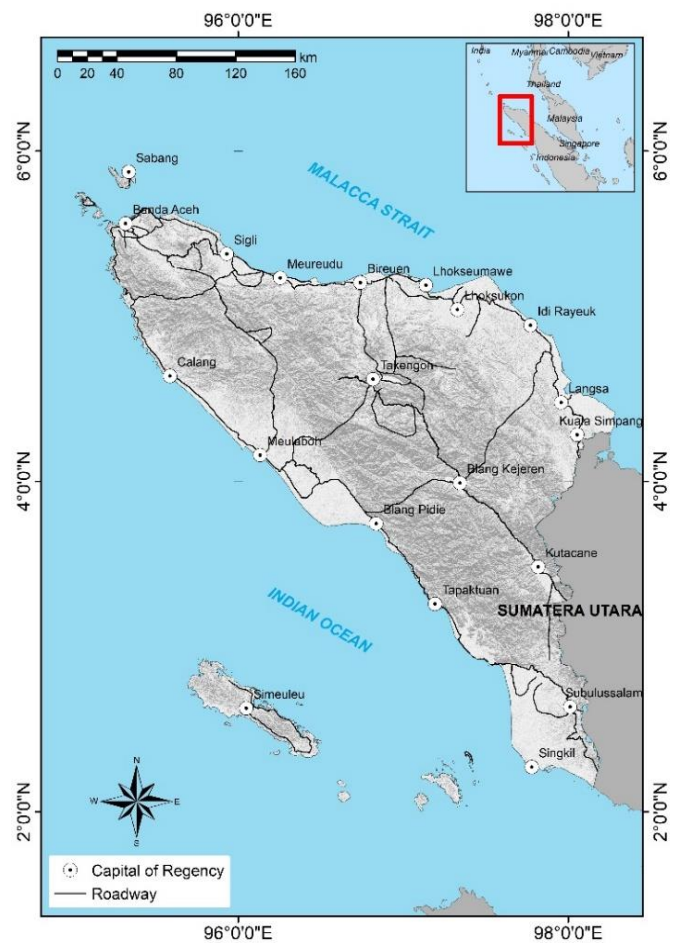 96°0'0"E
98°0'0"E
km
0 10 20 40 80 120 160
India
Myanmar
Cambodia
Vietnam
Thailand
Malaysia
Singapore
Indonesia
6°0'0"N
6°0'0"N
Sabang
MALACCA STRAIT
Banda Aceh
Sigli
Meureudu
Bireuen
Lhokseumawe
Lhoksukon
Idi Rayeuk
Calang
Takengon
Langsa
Kuala Simpang
Meulaboh
4°0'0"N
4°0'0"N
Blang Kejeren
Blang Pidie
Kutacane
INDIAN OCEAN
Tapaktuan
SUMATERA UTARA
Simeuleu
Subulussalam
Singkil
N
W
E
S
2°0'0"N
2°0'0"N
Capital of Regency
Roadway
96°0'0"E
98°0'0"E